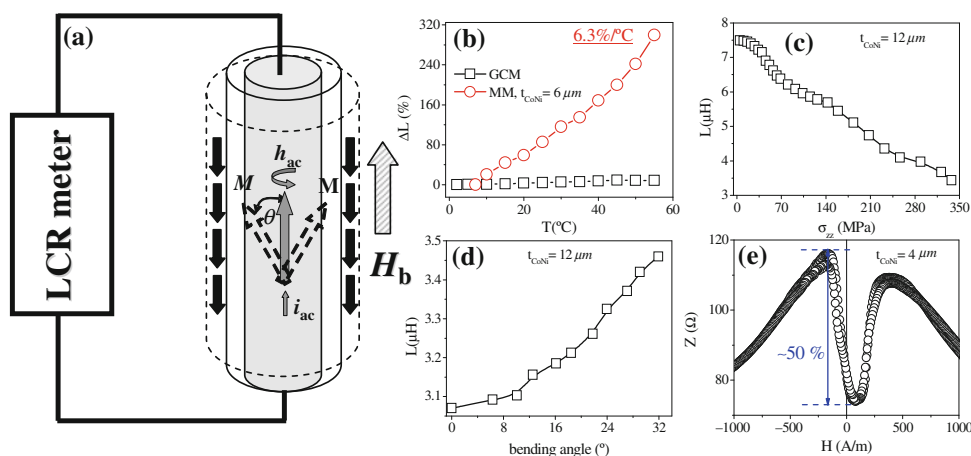 (a)
LCR meter
h_ac
M
M
θ
i_ac
H_b
(b)
6.3%/°C
GCM
MM, t_CoNi = 6 μm
ΔL (%)
320
240
160
80
0
0
20
40
60
T(ºC)
(c)
t_CoNi = 12 μm
L(μH)
8
7
6
5
4
3
0
70
140
210
280
350
σ_zz (MPa)
(d)
t_CoNi = 12 μm
L(μH)
3.5
3.4
3.3
3.2
3.1
0
8
16
24
32
bending angle (º)
(e)
t_CoNi = 4 μm
Z (Ω)
120
100
80
~50 %
-1000
-500
0
500
1000
H (A/m)